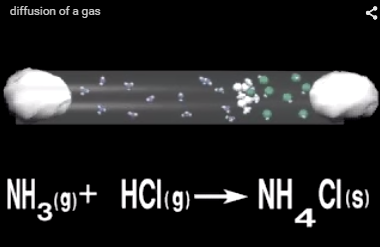 diffusion of a gas
NH₃(g) + HCl(g) → NH₄Cl(s)